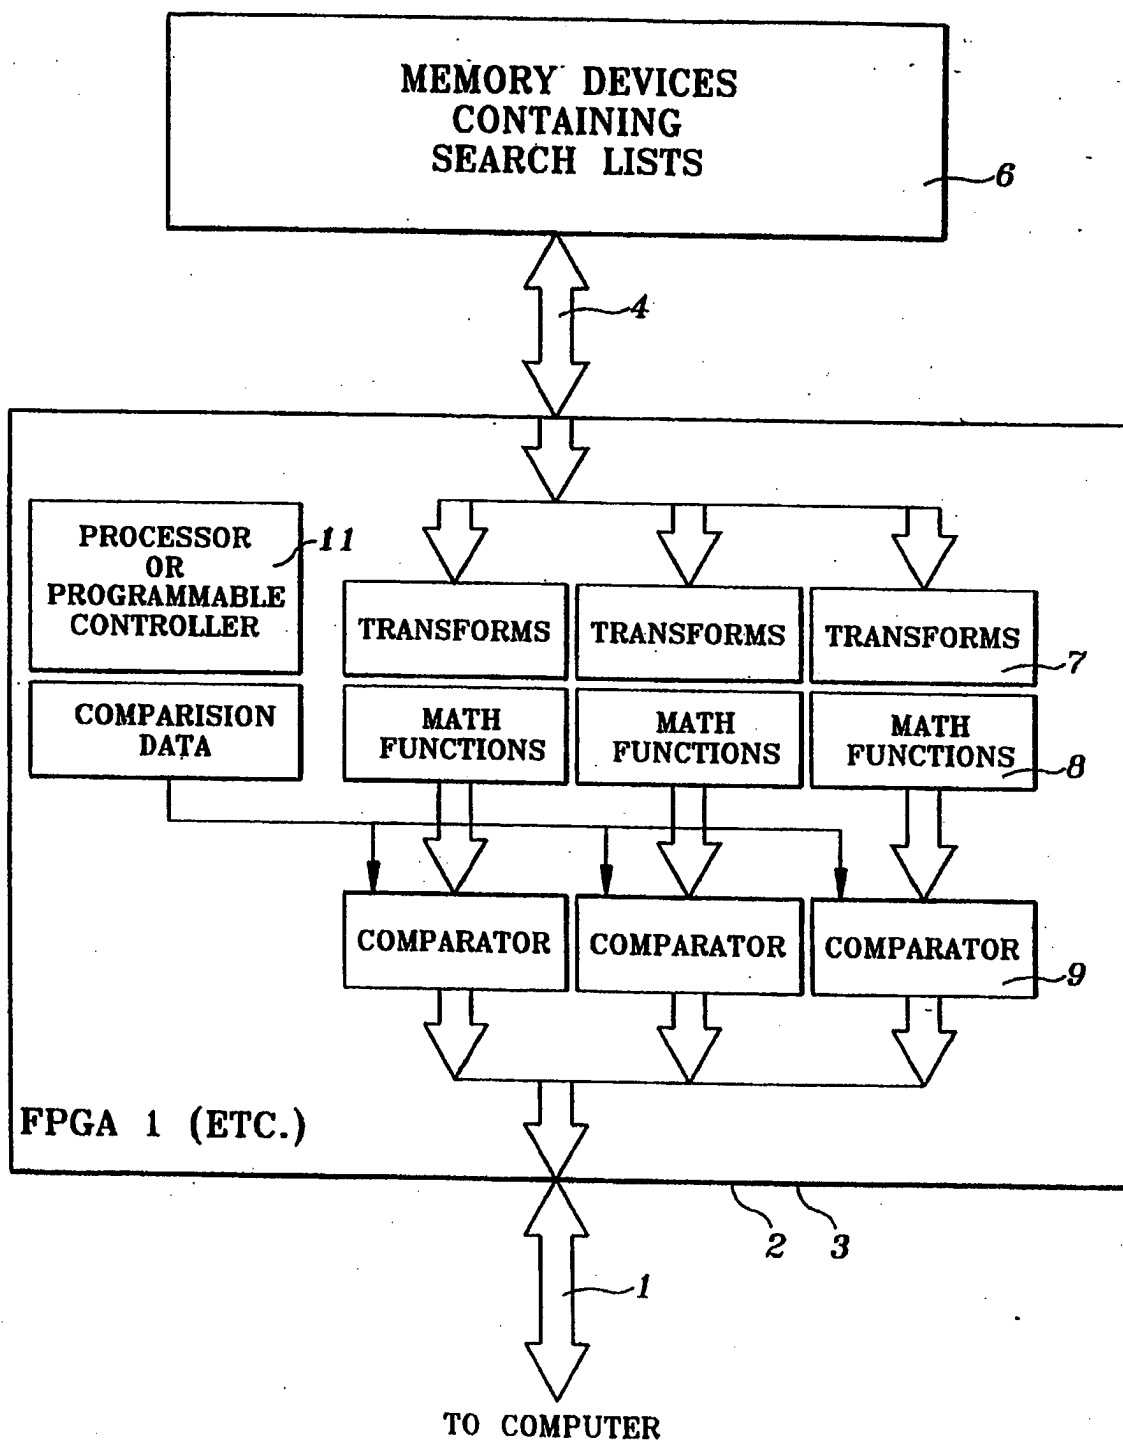 MEMORY DEVICES
CONTAINING
SEARCH LISTS
6
4
PROCESSOR
OR
PROGRAMMABLE
CONTROLLER
11
TRANSFORMS
TRANSFORMS
TRANSFORMS
7
COMPARISION
DATA
MATH
FUNCTIONS
MATH
FUNCTIONS
MATH
FUNCTIONS
8
COMPARATOR
COMPARATOR
COMPARATOR
9
FPGA 1 (ETC.)
2
3
1
TO COMPUTER